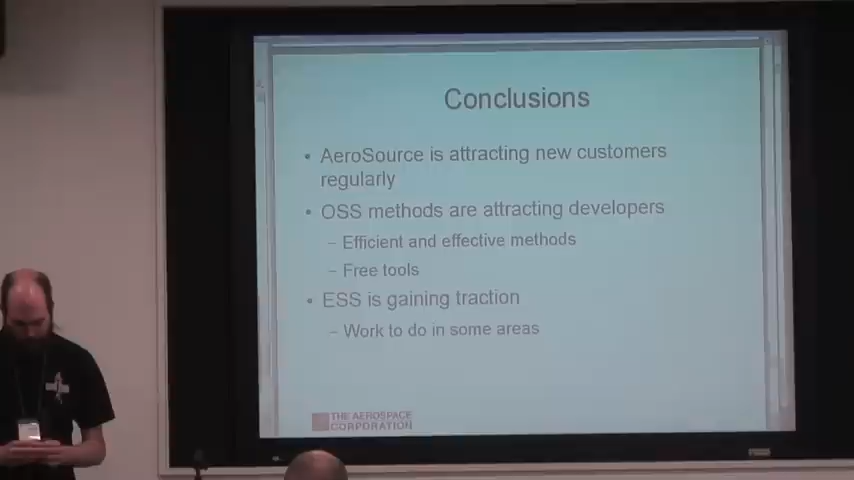 Conclusions
• AeroSource is attracting new customers
regularly
• OSS methods are attracting developers
– Efficient and effective methods
– Free tools
• ESS is gaining traction
– Work to do in some areas
THE AEROSPACE
CORPORATION